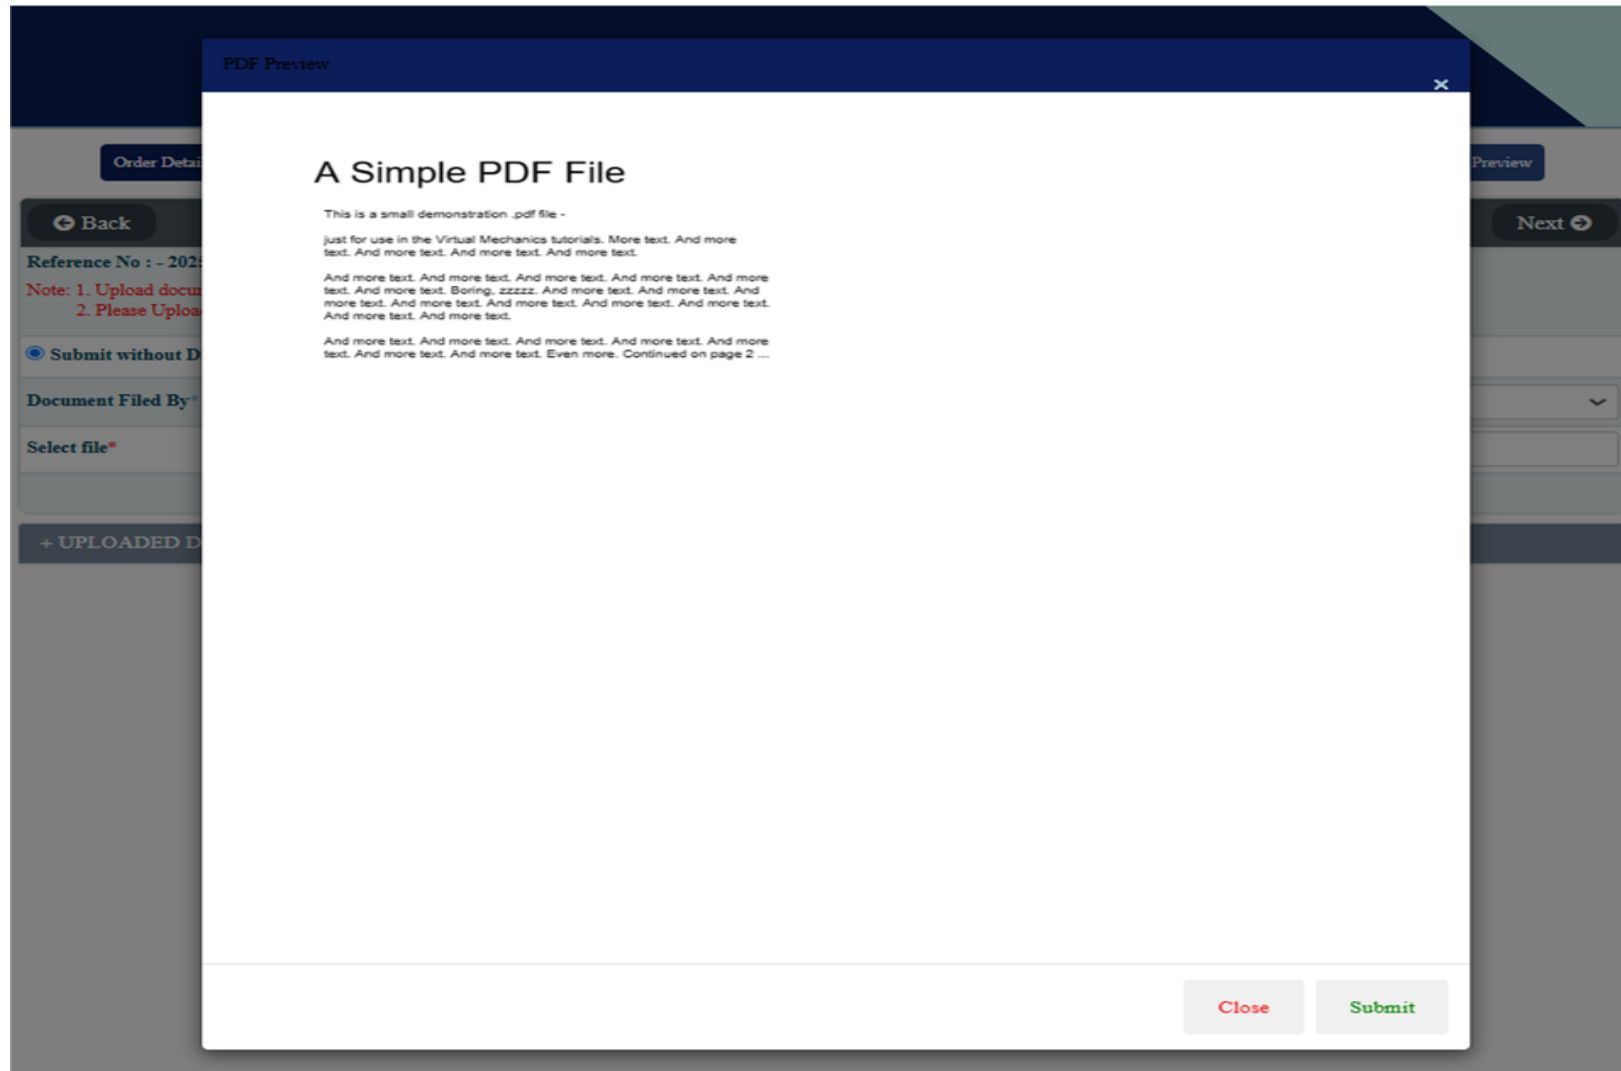 PDF Preview
×
Order Detai
Preview
Back
Next
Reference No : - 202
Note: 1. Upload docu
2. Please Uploa
Submit without D
Document Filed By*
Select file*
+ UPLOADED D
A Simple PDF File
This is a small demonstration .pdf file -
just for use in the Virtual Mechanics tutorials. More text. And more
text. And more text. And more text. And more text.
And more text. And more text. And more text. And more text. And more
text. And more text. Boring, zzzzz. And more text. And more text. And
more text. And more text. And more text. And more text. And more text.
And more text. And more text.
And more text. And more text. And more text. And more text. And more
text. And more text. And more text. Even more. Continued on page 2 ...
Close
Submit